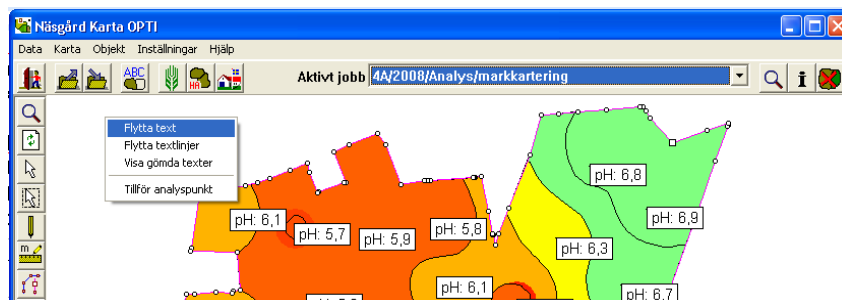 Näsgård Karta OPTI
Data Karta Objekt Inställningar Hjälp
ABC
HA
Aktivt jobb 4A/2008/Analys/markkartering
i
Flytta text
Flytta textlinjer
Visa gömda texter
Tillför analyspunkt
m
pH: 6,8
pH: 6,1
pH: 5,7
pH: 5,9
pH: 5,8
pH: 6,9
pH: 6,3
pH: 6,1
pH: 6,7